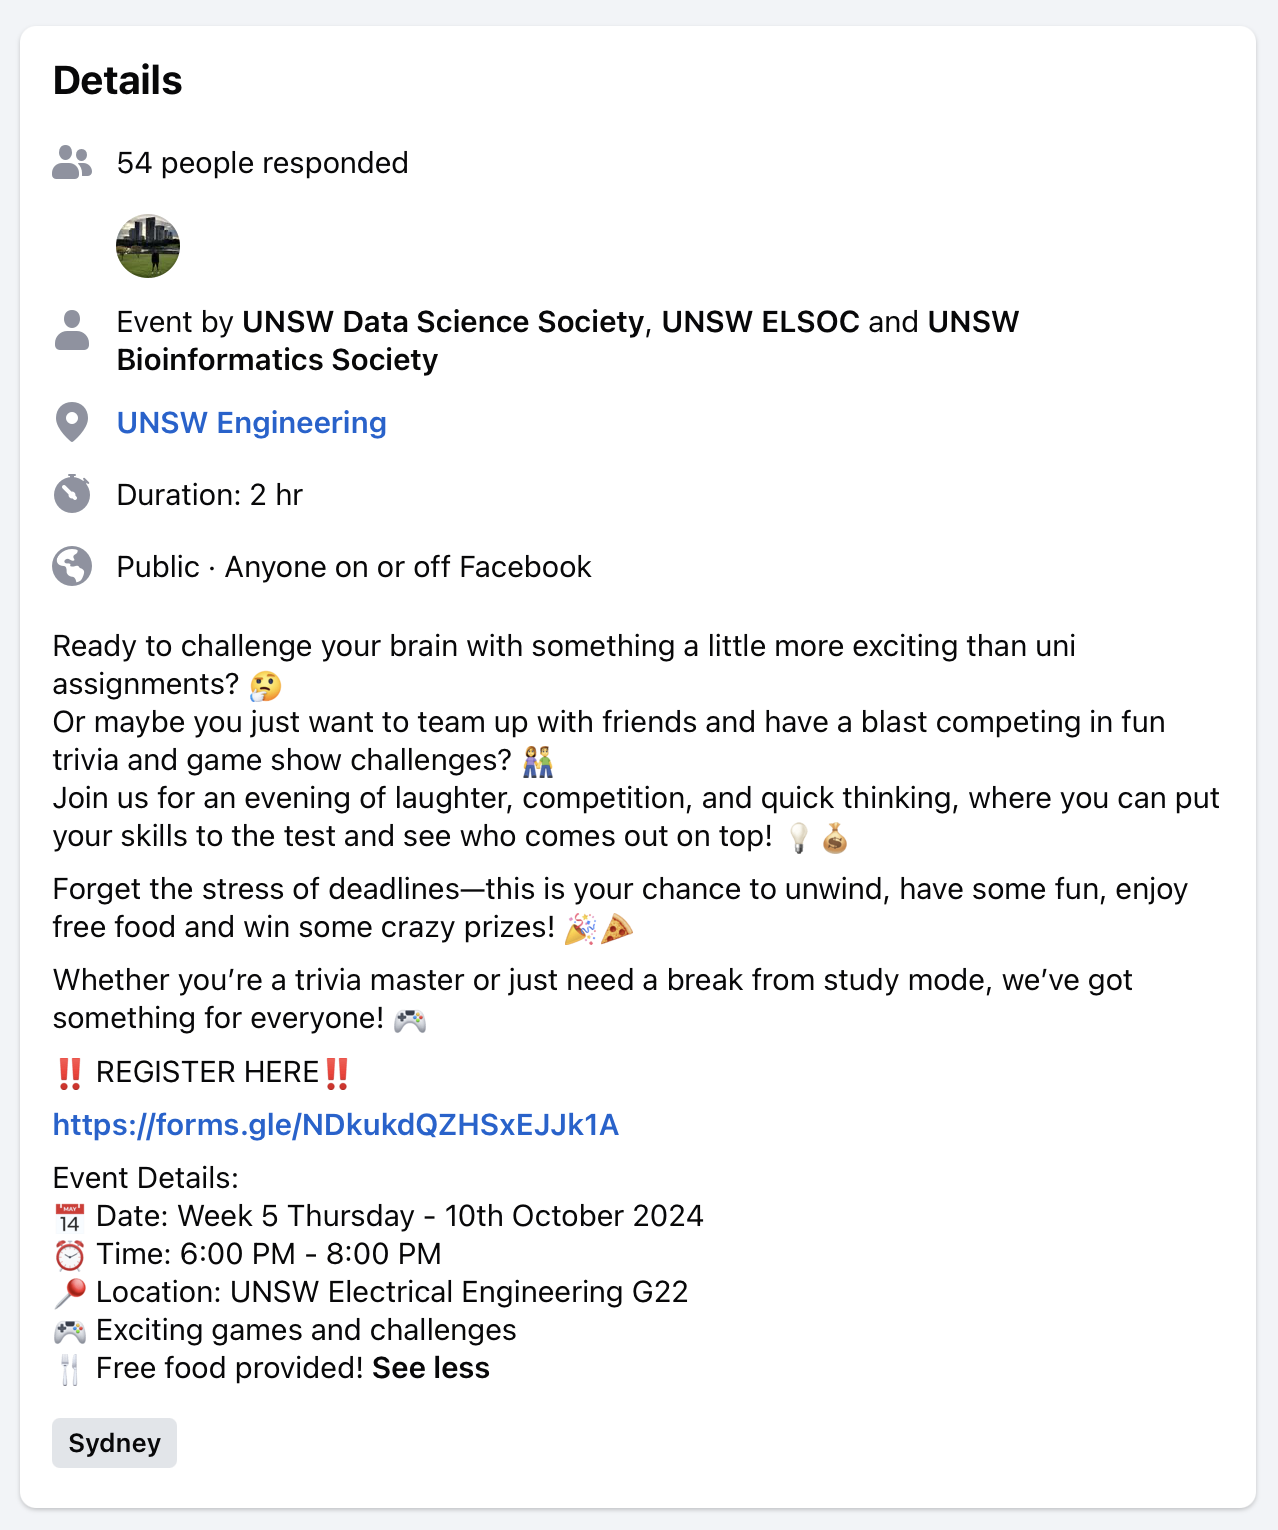 Details
54 people responded
Event by UNSW Data Science Society, UNSW ELSOC and UNSW
Bioinformatics Society
UNSW Engineering
Duration: 2 hr
Public · Anyone on or off Facebook
Ready to challenge your brain with something a little more exciting than uni
assignments? 🤔
Or maybe you just want to team up with friends and have a blast competing in fun
trivia and game show challenges? 👫
Join us for an evening of laughter, competition, and quick thinking, where you can put
your skills to the test and see who comes out on top! 💡💰
Forget the stress of deadlines—this is your chance to unwind, have some fun, enjoy
free food and win some crazy prizes! 🎉🍕
Whether you’re a trivia master or just need a break from study mode, we’ve got
something for everyone! 🎮
‼️ REGISTER HERE‼️
https://forms.gle/NDkukdQZHSxEJJk1A
Event Details:
📅 Date: Week 5 Thursday - 10th October 2024
⏰ Time: 6:00 PM - 8:00 PM
📍 Location: UNSW Electrical Engineering G22
🎮 Exciting games and challenges
🍴 Free food provided! See less
Sydney